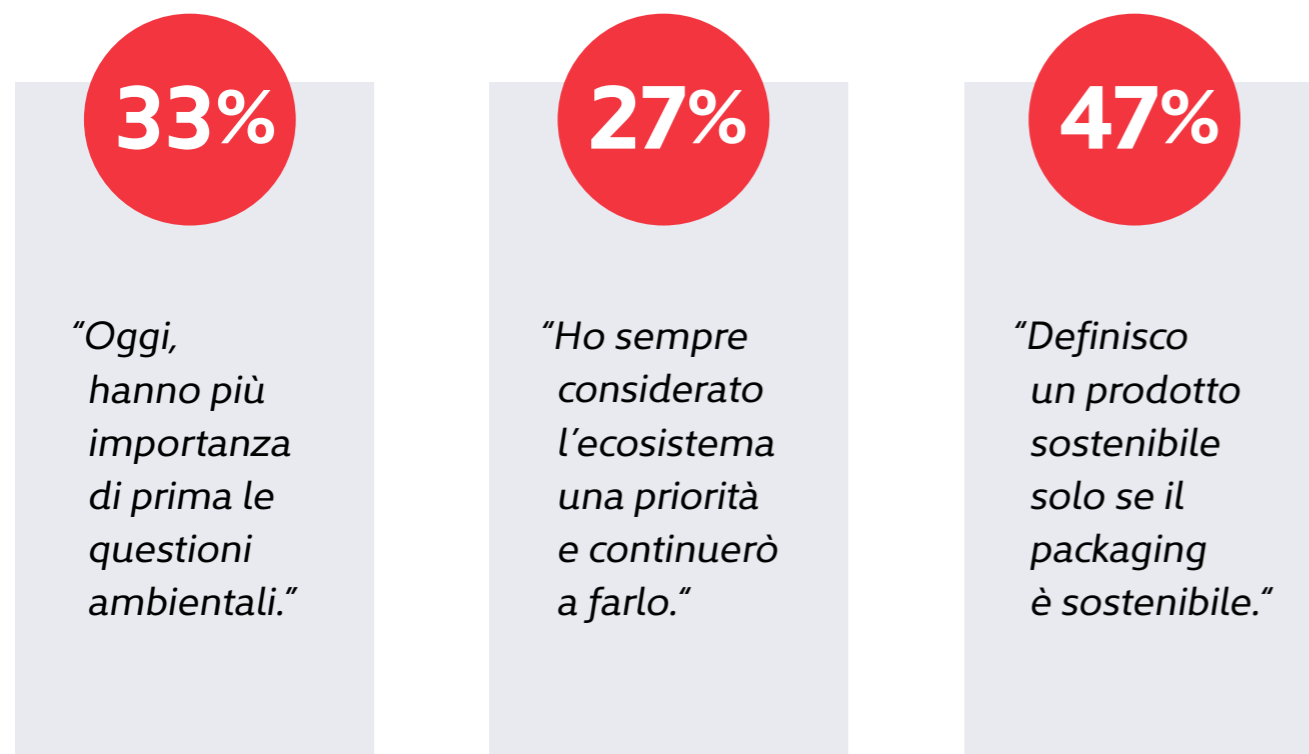 33%
"Oggi,
hanno più
importanza
di prima le
questioni
ambientali."
27%
"Ho sempre
considerato
l'ecosistema
una priorità
e continuerò
a farlo."
47%
"Definisco
un prodotto
sostenibile
solo se il
packaging
è sostenibile."